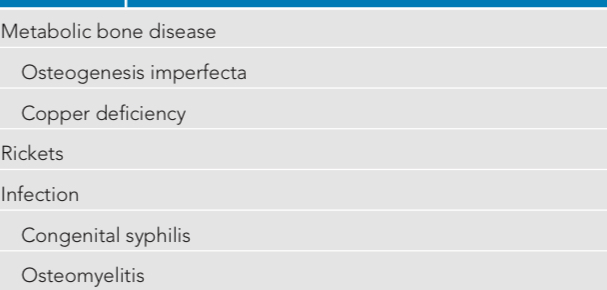 Metabolic bone disease
Osteogenesis imperfecta
Copper deficiency
Rickets
Infection
Congenital syphilis
Osteomyelitis